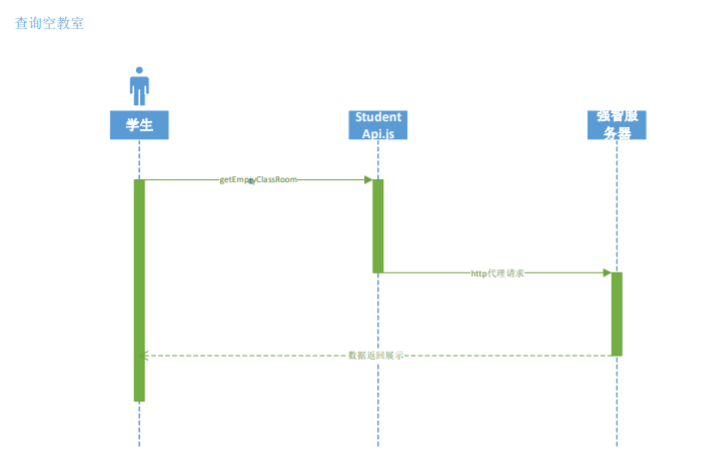 查询空教室
学生
Student
Api.js
强智服
务器
getEmptyClassRoom
http代理请求
数据返回展示